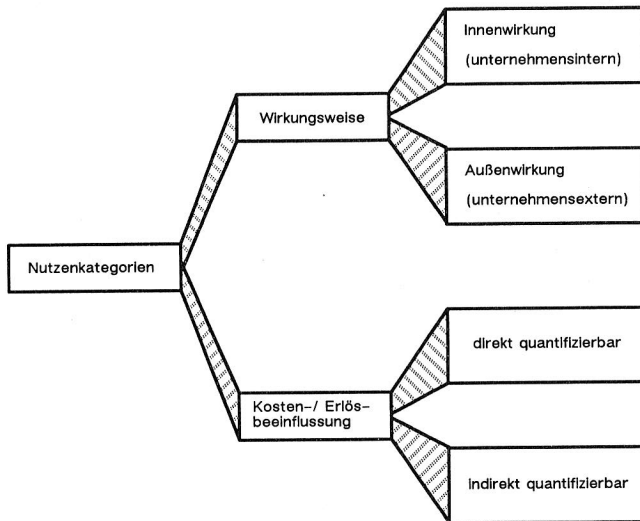 Innenwirkung
(unternehmensintern)
Wirkungsweise
Außenwirkung
(unternehmensextern)
Nutzenkategorien
direkt quantifizierbar
Kosten-/ Erlös-
beeinflussung
indirekt quantifizierbar